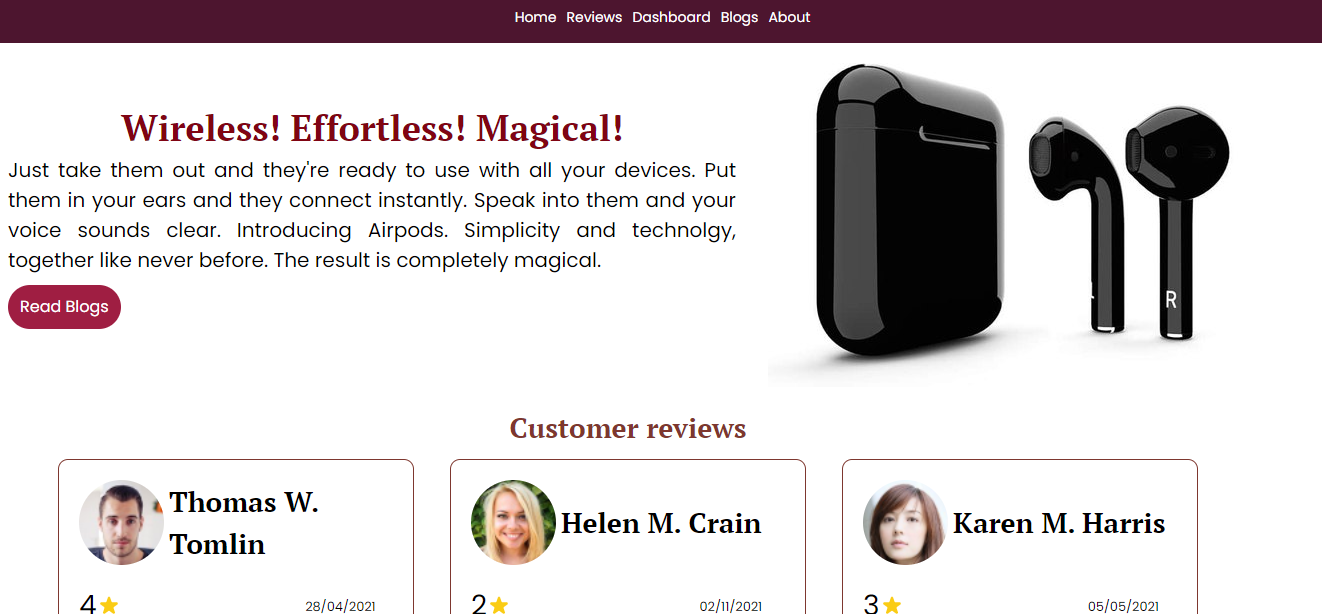 Home Reviews Dashboard Blogs About
Wireless! Effortless! Magical!
Just take them out and they're ready to use with all your devices. Put
them in your ears and they connect instantly. Speak into them and your
voice sounds clear. Introducing Airpods. Simplicity and technolgy,
together like never before. The result is completely magical.
Read Blogs
R
Customer reviews
Thomas W.
Tomlin
Helen M. Crain
Karen M. Harris
4 28/04/2021
2 02/11/2021
3 05/05/2021